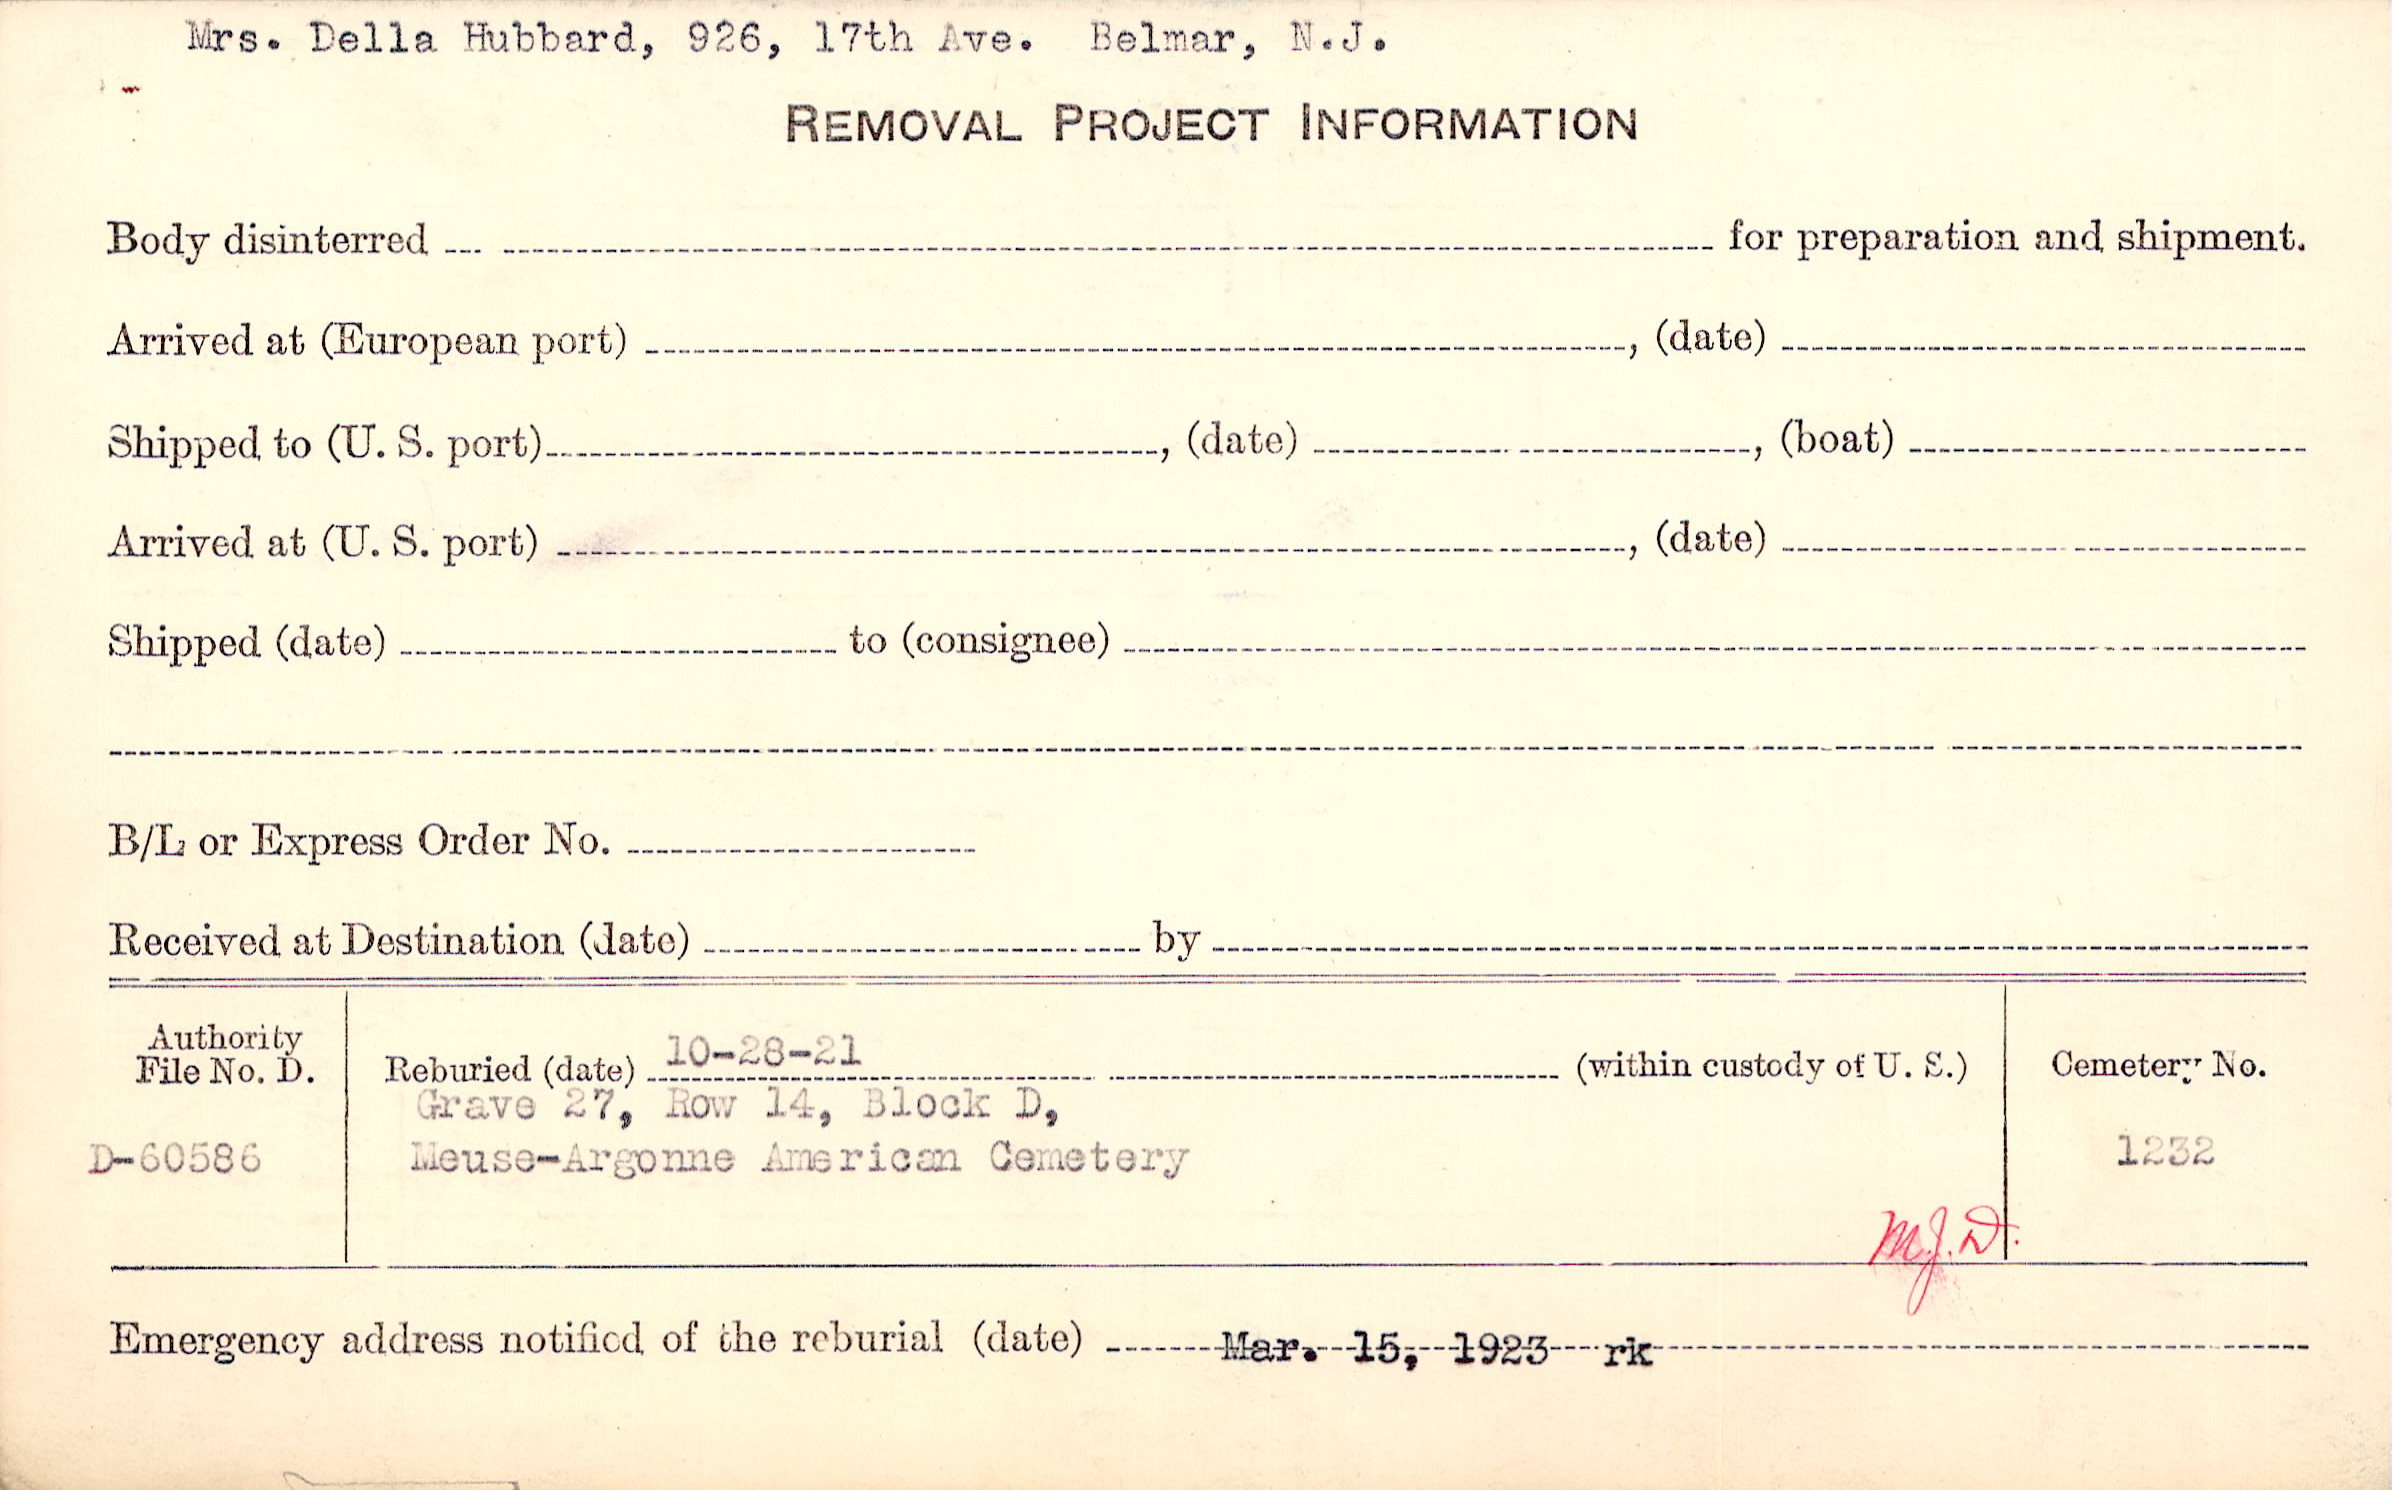 Mrs. Della Hubbard, 926, 17th Ave. Belmar, N.J.
REMOVAL PROJECT INFORMATION
Body disinterred for preparation and shipment.
Arrived at (European port) , (date)
Shipped to (U. S. port) , (date) , (boat)
Arrived at (U. S. port) , (date)
Shipped (date) to (consignee)
B/L or Express Order No.
Received at Destination (date) by
Authority
File No. D.
D-60586
Reburied (date) 10-28-21 (within custody of U. S.)
Grave 27, Row 14, Block D,
Meuse-Argonne American Cemetery
Cemetery No.
1232
M.J.D.
Emergency address notified of the reburial (date) Mar. 15, 1923 rk